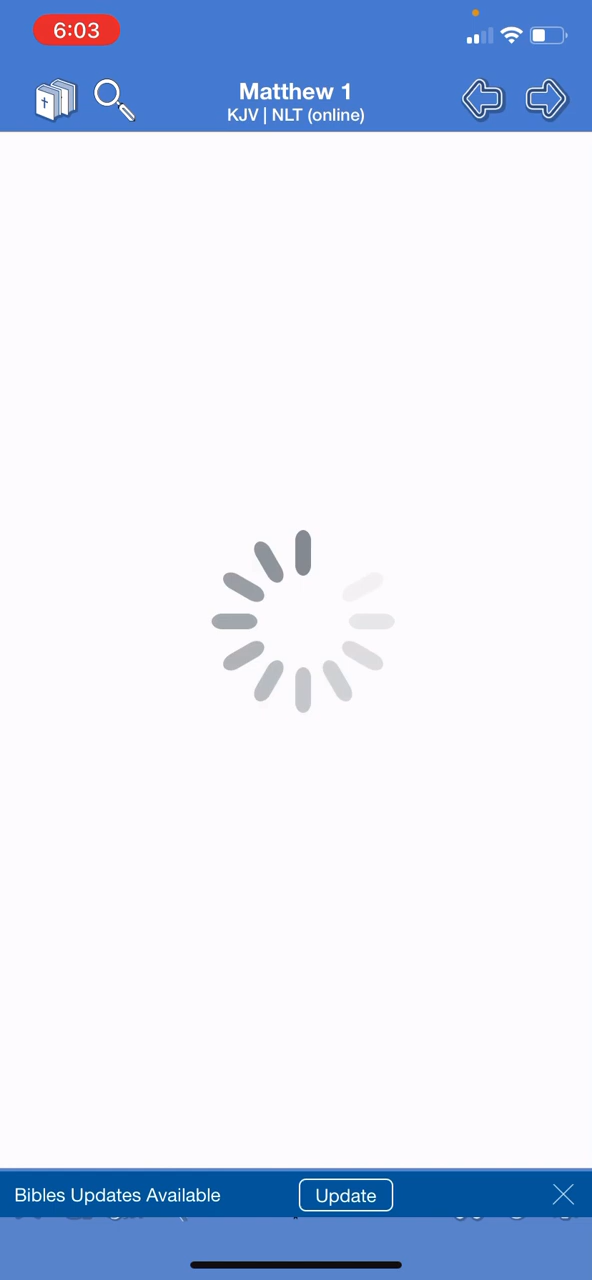 6:03
Matthew 1
KJV | NLT (online)
Bibles Updates Available
Update